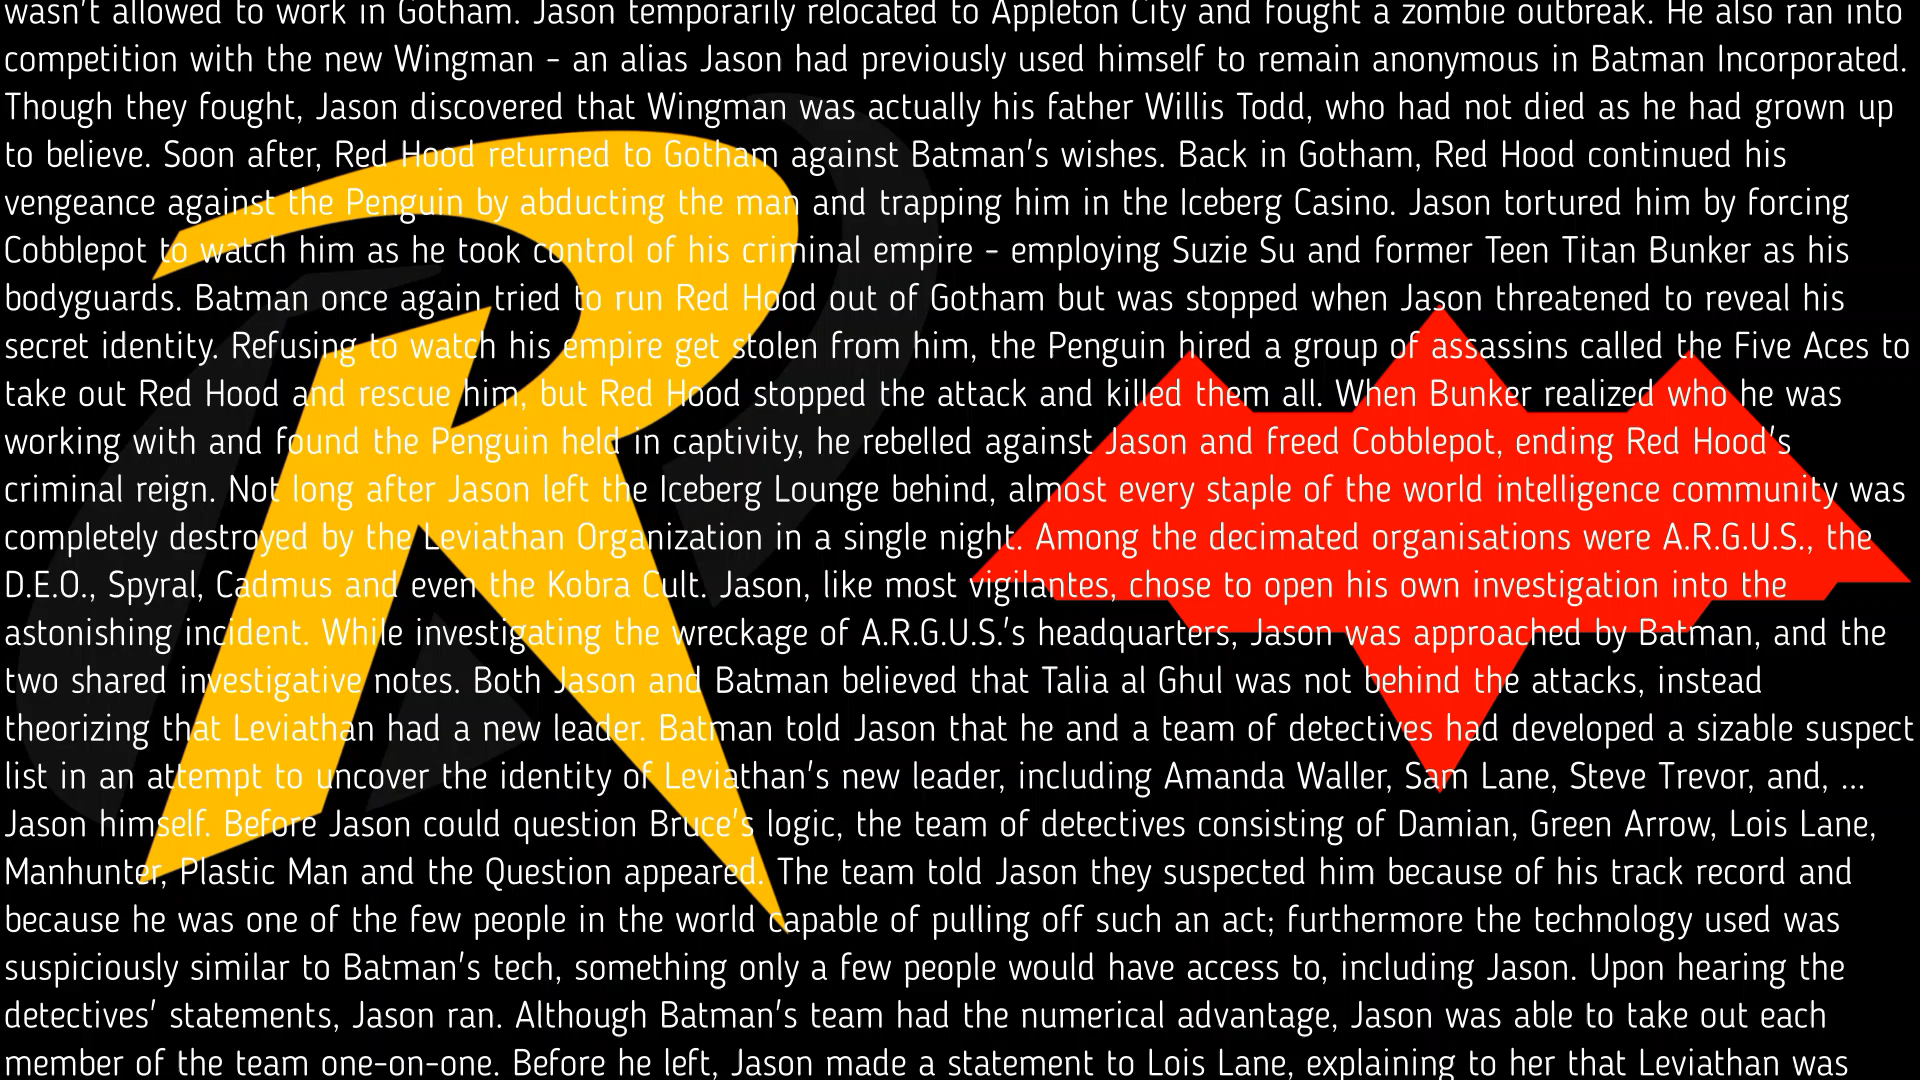 wasn't allowed to work in Gotham. Jason temporarily relocated to Appleton City and fought a zombie outbreak. He also ran into
competition with the new Wingman - an alias Jason had previously used himself to remain anonymous in Batman Incorporated.
Though they fought, Jason discovered that Wingman was actually his father Willis Todd, who had not died as he had grown up
to believe. Soon after, Red Hood returned to Gotham against Batman's wishes. Back in Gotham, Red Hood continued his
vengeance against the Penguin by abducting the man and trapping him in the Iceberg Casino. Jason tortured him by forcing
Cobblepot to watch him as he took control of his criminal empire - employing Suzie Su and former Teen Titan Bunker as his
bodyguards. Batman once again tried to run Red Hood out of Gotham but was stopped when Jason threatened to reveal his
secret identity. Refusing to watch his empire get stolen from him, the Penguin hired a group of assassins called the Five Aces to
take out Red Hood and rescue him, but Red Hood stopped the attack and killed them all. When Bunker realized who he was
working with and found the Penguin held in captivity, he rebelled against Jason and freed Cobblepot, ending Red Hood's
criminal reign. Not long after Jason left the Iceberg Lounge behind, almost every staple of the world intelligence community was
completely destroyed by the Leviathan Organization in a single night. Among the decimated organisations were A.R.G.U.S., the
D.E.O., Spyral, Cadmus and even the Kobra Cult. Jason, like most vigilantes, chose to open his own investigation into the
astonishing incident. While investigating the wreckage of A.R.G.U.S.'s headquarters, Jason was approached by Batman, and the
two shared investigative notes. Both Jason and Batman believed that Talia al Ghul was not behind the attacks, instead
theorizing that Leviathan had a new leader. Batman told Jason that he and a team of detectives had developed a sizable suspect
list in an attempt to uncover the identity of Leviathan's new leader, including Amanda Waller, Sam Lane, Steve Trevor, and, ...
Jason himself. Before Jason could question Bruce's logic, the team of detectives consisting of Damian, Green Arrow, Lois Lane,
Manhunter, Plastic Man and the Question appeared. The team told Jason they suspected him because of his track record and
because he was one of the few people in the world capable of pulling off such an act; furthermore the technology used was
suspiciously similar to Batman's tech, something only a few people would have access to, including Jason. Upon hearing the
detectives' statements, Jason ran. Although Batman's team had the numerical advantage, Jason was able to take out each
member of the team one-on-one. Before he left, Jason made a statement to Lois Lane, explaining to her that Leviathan was
R